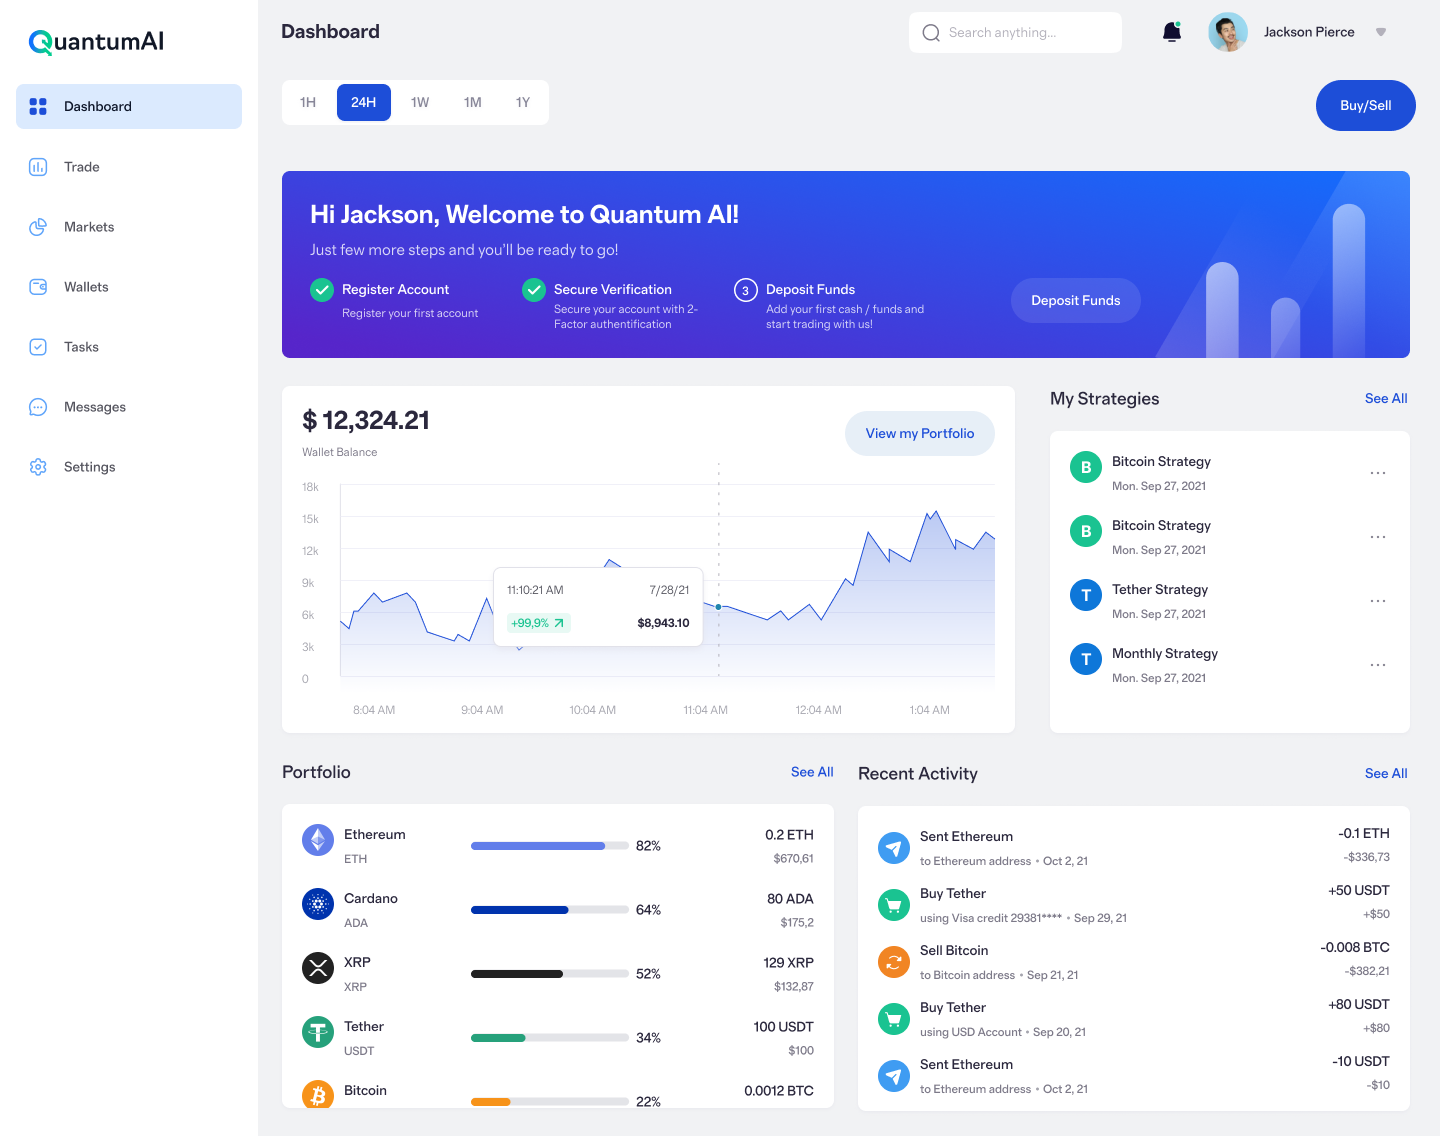 QuantumAI
Dashboard
Trade
Markets
Wallets
Tasks
Messages
Settings
Dashboard
Search anything...
Jackson Pierce
1H 24H 1W 1M 1Y
Buy/Sell
Hi Jackson, Welcome to Quantum AI!
Just few more steps and you'll be ready to go!
Register Account
Register your first account
Secure Verification
Secure your account with 2-
Factor authentification
3
Deposit Funds
Add your first cash / funds and
start trading with us!
Deposit Funds
$ 12,324.21
Wallet Balance
View my Portfolio
18k
15k
12k
9k
6k
3k
0
11:10:21 AM 7/28/21
+99,9% $8,943.10
8:04 AM 9:04 AM 10:04 AM 11:04 AM 12:04 AM 1:04 AM
My Strategies See All
B
Bitcoin Strategy
Mon. Sep 27, 2021
...
B
Bitcoin Strategy
Mon. Sep 27, 2021
...
T
Tether Strategy
Mon. Sep 27, 2021
...
T
Monthly Strategy
Mon. Sep 27, 2021
...
Portfolio See All
Ethereum
ETH
82%
0.2 ETH
$670,61
Cardano
ADA
64%
80 ADA
$175,2
XRP
XRP
52%
129 XRP
$132,87
Tether
USDT
34%
100 USDT
$100
Bitcoin
22%
0.0012 BTC
Recent Activity See All
Sent Ethereum -0.1 ETH
to Ethereum address • Oct 2, 21 -$336,73
Buy Tether +50 USDT
using Visa credit 29381**** • Sep 29, 21 +$50
Sell Bitcoin -0.008 BTC
to Bitcoin address • Sep 21, 21 -$382,21
Buy Tether +80 USDT
using USD Account • Sep 20, 21 +$80
Sent Ethereum -10 USDT
to Ethereum address • Oct 2, 21 -$10